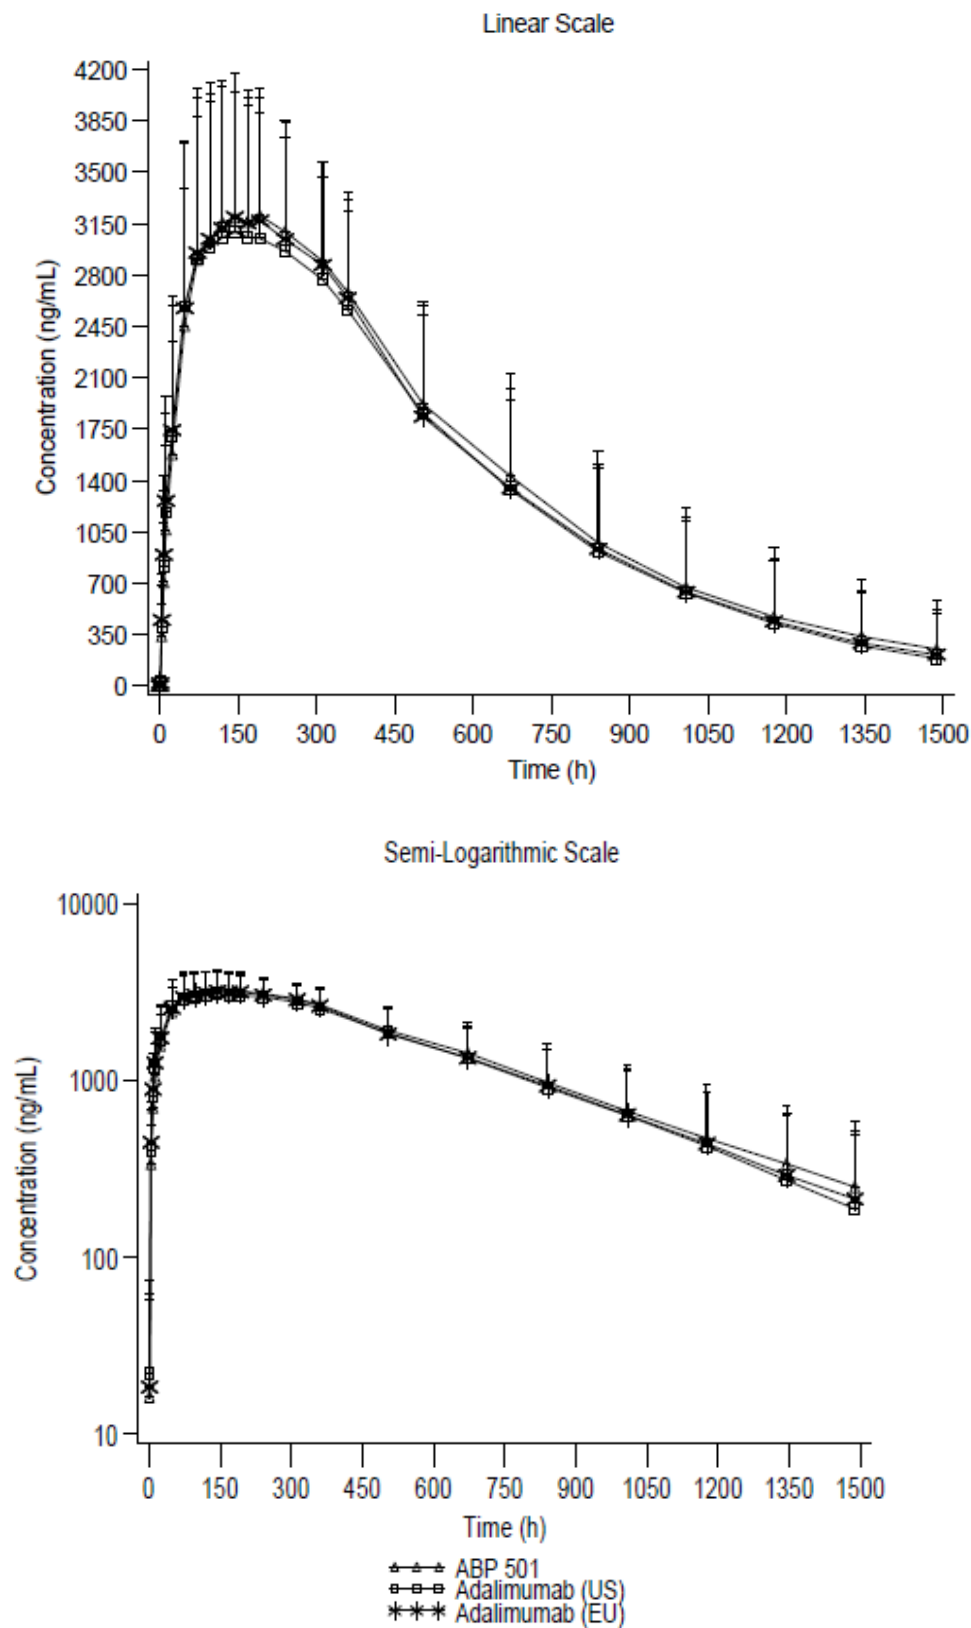 Linear Scale
4200
3850
3500
3150
2800
2450
2100
1750
1400
1050
700
350
0
Concentration (ng/mL)
0 150 300 450 600 750 900 1050 1200 1350 1500
Time (h)
Semi-Logarithmic Scale
10000
1000
100
10
Concentration (ng/mL)
0 150 300 450 600 750 900 1050 1200 1350 1500
Time (h)
ABP 501
Adalimumab (US)
Adalimumab (EU)